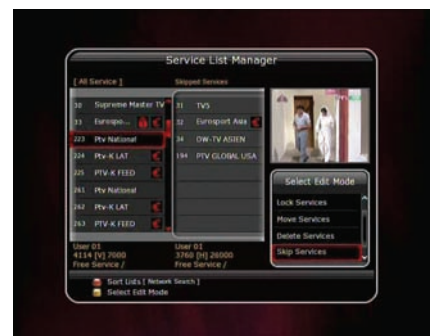 Service List Manager
[ All Service ]
Skipped Services
30 Supreme Master TV
33 Eurospo...
223 Ptv National
224 Ptv-K LAT
225 PTV-K FEED
261 Ptv National
262 Ptv-K LAT
263 PTV-K FEED
31 TV5
32 Eurosport Asia
34 DW-TV ASIEN
194 PTV GLOBAL USA
User 01
4114 [V] 7000
Free Service /
User 01
3760 [H] 26000
Free Service /
Select Edit Mode
Lock Services
Move Services
Delete Services
Skip Services
Sort Lists [ Network Search ]
Select Edit Mode